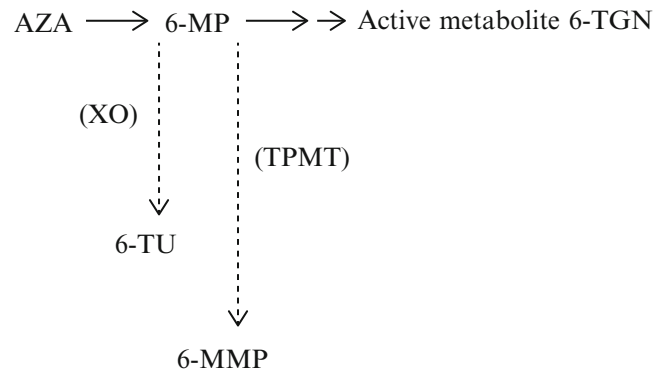 AZA 6-MP Active metabolite 6-TGN
(XO)
(TPMT)
6-TU
6-MMP